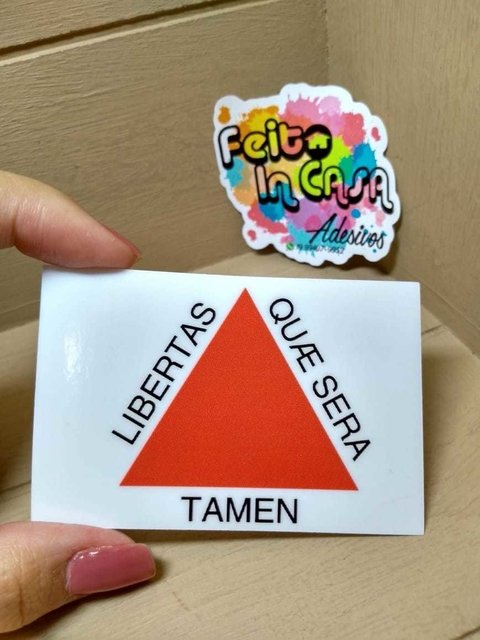 Feito
in Casa
Adesivos
LIBERTAS
QUÆ SERA
TAMEN